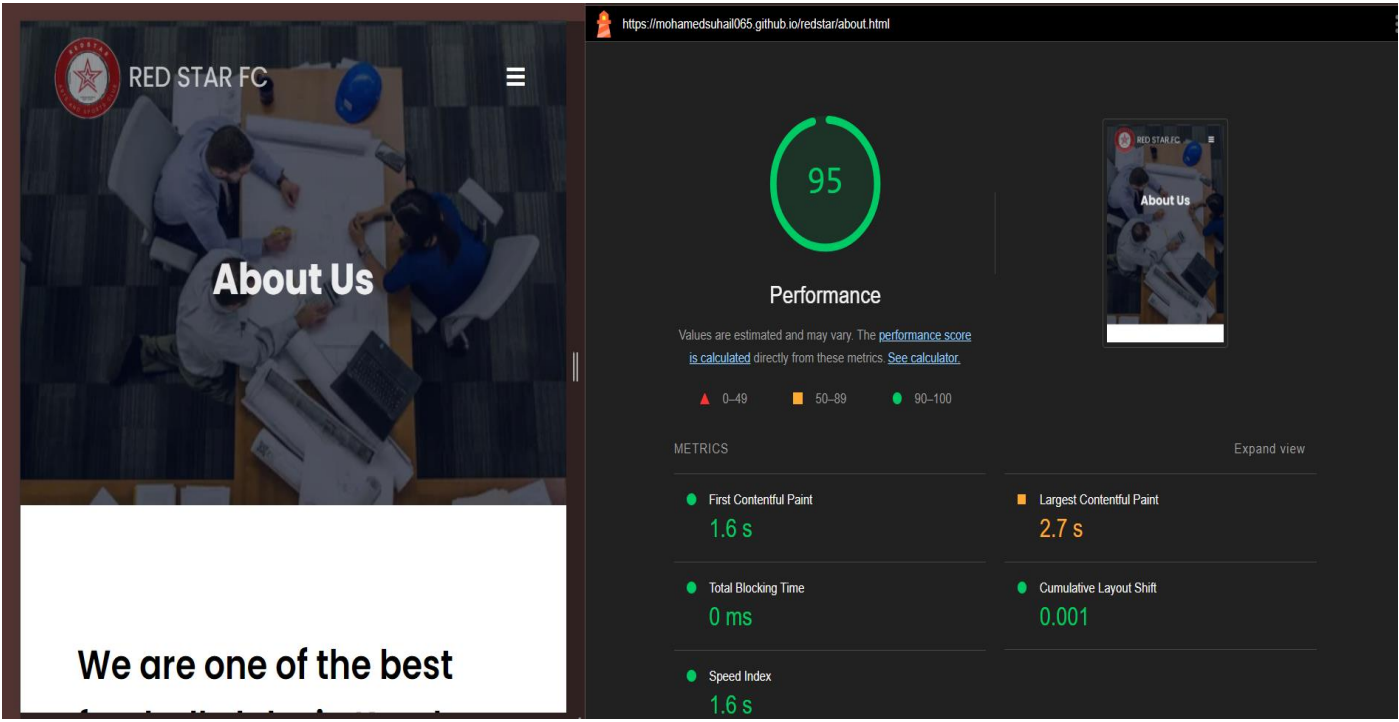 RED STAR FC
About Us
We are one of the best
https://mohamedsuhail065.github.io/redstar/about.html
95
Performance
Values are estimated and may vary. The performance score
is calculated directly from these metrics. See calculator.
0–49
50–89
90–100
RED STAR FC
About Us
METRICS
Expand view
First Contentful Paint
1.6 s
Largest Contentful Paint
2.7 s
Total Blocking Time
0 ms
Cumulative Layout Shift
0.001
Speed Index
1.6 s